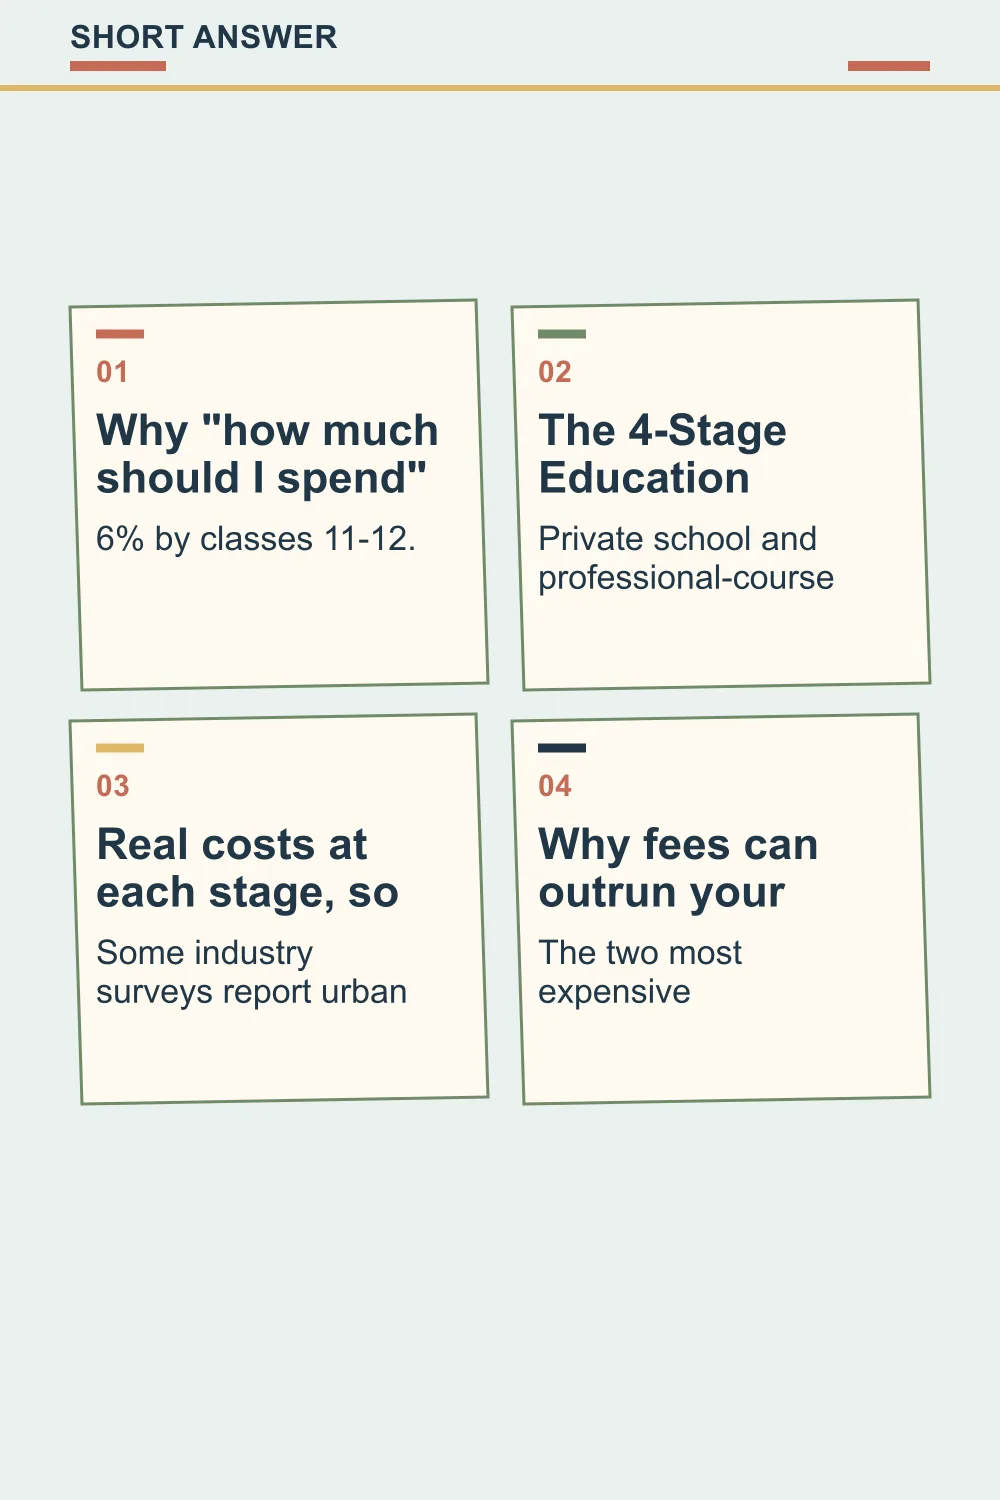 SHORT ANSWER
01
Why "how much
should I spend"
6% by classes 11-12.
02
The 4-Stage
Education
Private school and
professional-course
03
Real costs at
each stage, so
Some industry
surveys report urban
04
Why fees can
outrun your
The two most
expensive